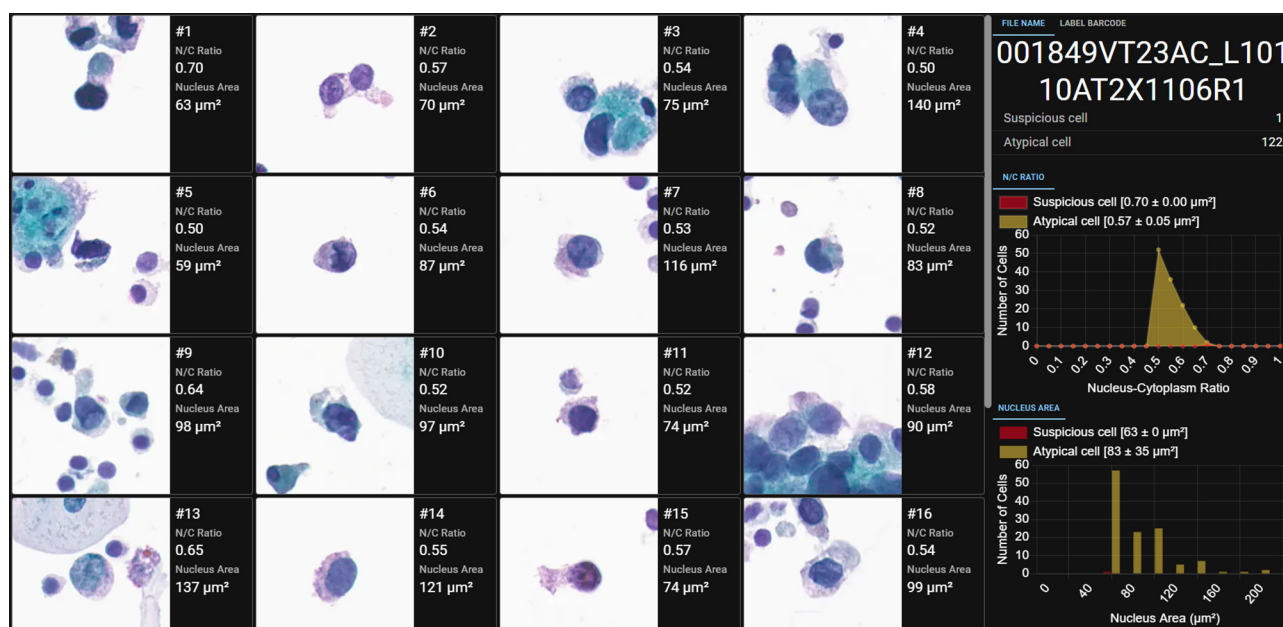 #1
N/C Ratio
0.70
Nucleus Area
63 µm²
#2
N/C Ratio
0.57
Nucleus Area
70 µm²
#3
N/C Ratio
0.54
Nucleus Area
75 µm²
#4
N/C Ratio
0.50
Nucleus Area
140 µm²
#5
N/C Ratio
0.50
Nucleus Area
59 µm²
#6
N/C Ratio
0.54
Nucleus Area
87 µm²
#7
N/C Ratio
0.53
Nucleus Area
116 µm²
#8
N/C Ratio
0.52
Nucleus Area
83 µm²
#9
N/C Ratio
0.64
Nucleus Area
98 µm²
#10
N/C Ratio
0.52
Nucleus Area
97 µm²
#11
N/C Ratio
0.52
Nucleus Area
74 µm²
#12
N/C Ratio
0.58
Nucleus Area
90 µm²
#13
N/C Ratio
0.65
Nucleus Area
137 µm²
#14
N/C Ratio
0.55
Nucleus Area
121 µm²
#15
N/C Ratio
0.57
Nucleus Area
74 µm²
#16
N/C Ratio
0.54
Nucleus Area
99 µm²
FILE NAME LABEL BARCODE
001849VT23AC_L101
10AT2X1106R1
Suspicious cell 1
Atypical cell 122
N/C RATIO
Suspicious cell [0.70 ± 0.00 µm²]
Atypical cell [0.57 ± 0.05 µm²]
Number of Cells
60
50
40
30
20
10
0
0 0.1 0.2 0.3 0.4 0.5 0.6 0.7 0.8 0.9 1
Nucleus-Cytoplasm Ratio
NUCLEUS AREA
Suspicious cell [63 ± 0 µm²]
Atypical cell [83 ± 35 µm²]
Number of Cells
60
50
40
30
20
10
0
0 40 80 120 160 200
Nucleus Area (µm²)